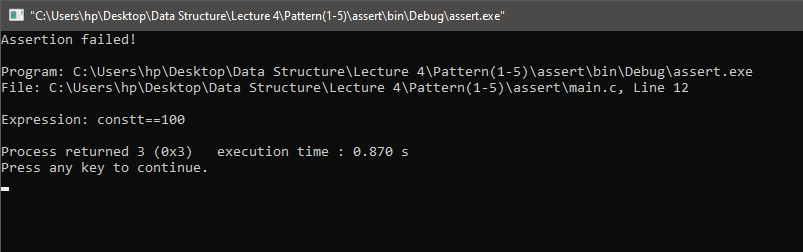 "C:\Users\hp\Desktop\Data Structure\Lecture 4\Pattern(1-5)\assert\bin\Debug\assert.exe"
Assertion failed!
Program: C:\Users\hp\Desktop\Data Structure\Lecture 4\Pattern(1-5)\assert\bin\Debug\assert.exe
File: C:\Users\hp\Desktop\Data Structure\Lecture 4\Pattern(1-5)\assert\main.c, Line 12
Expression: constt==100
Process returned 3 (0x3)   execution time : 0.870 s
Press any key to continue.